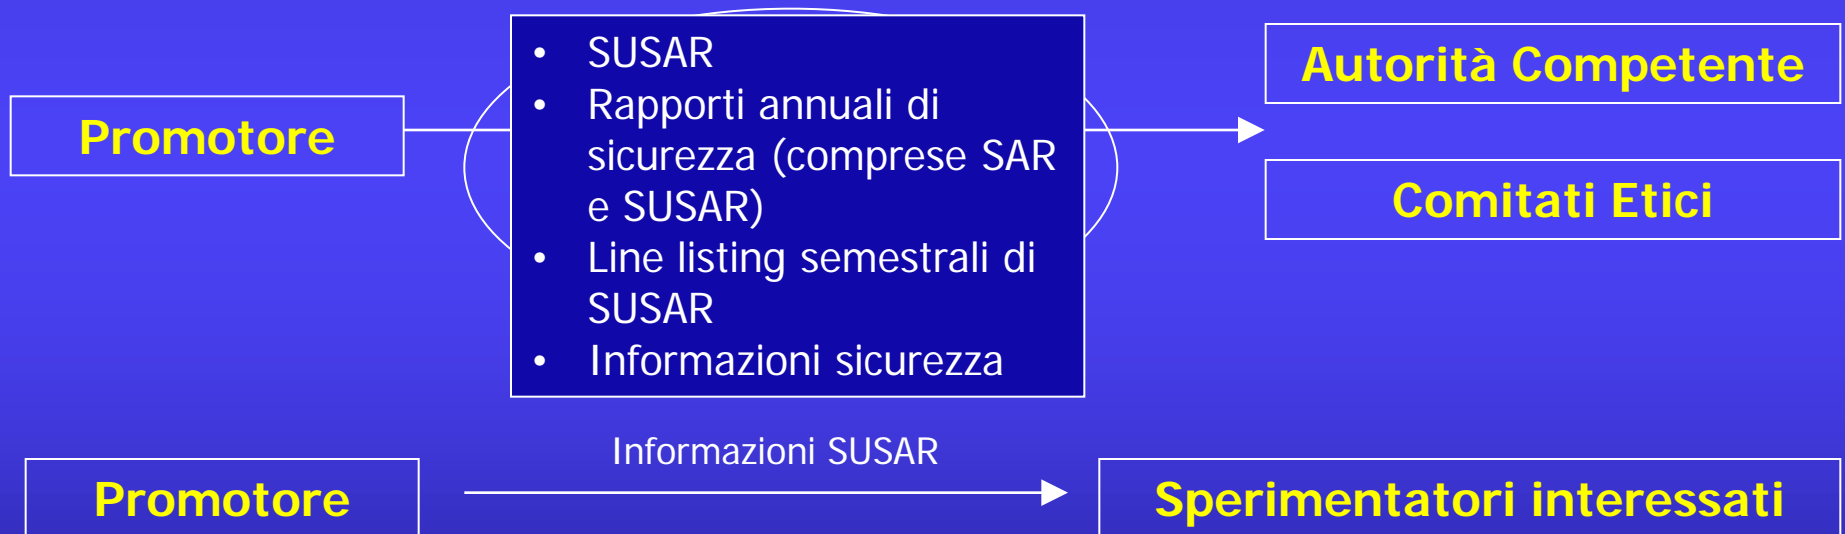 Promotore
• SUSAR
• Rapporti annuali di
sicurezza (comprese SAR
e SUSAR)
• Line listing semestrali di
SUSAR
• Informazioni sicurezza
Autorità Competente
Comitati Etici
Informazioni SUSAR
Promotore
Sperimentatori interessati